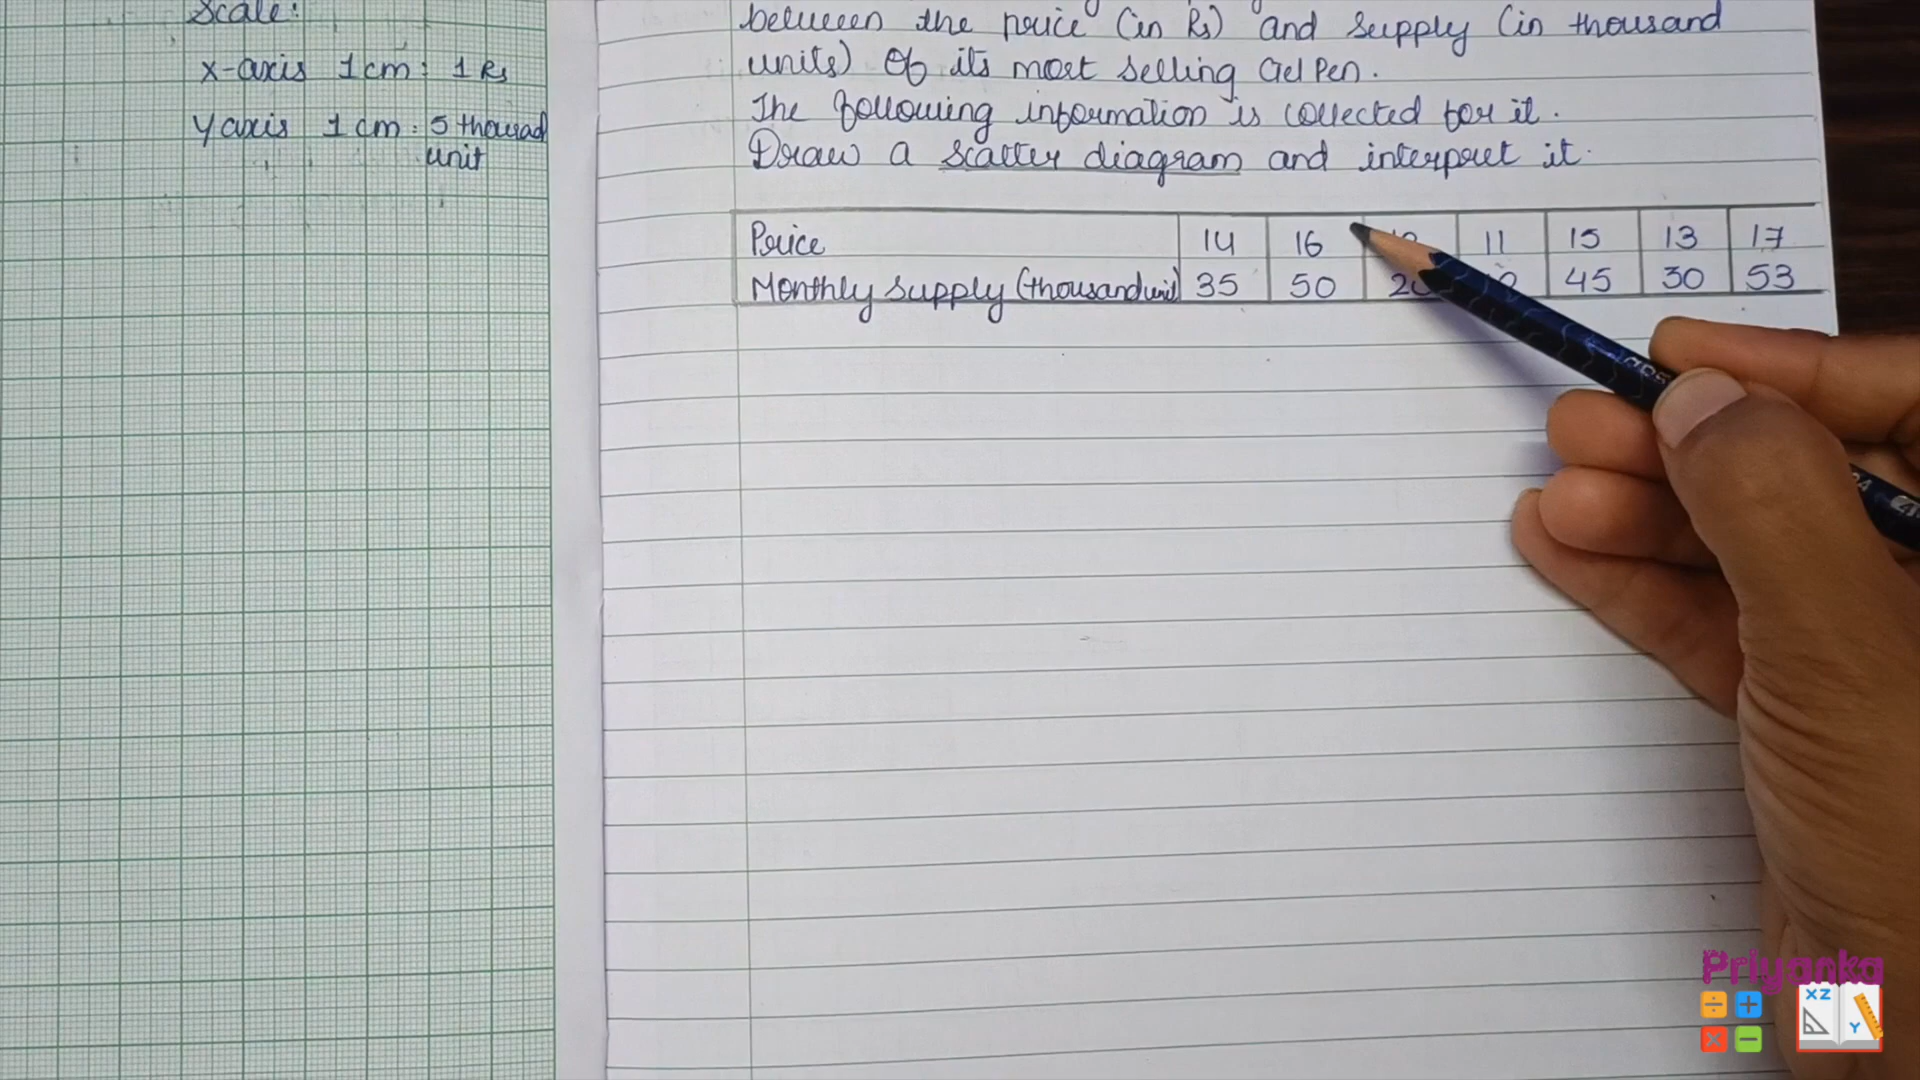 Scale:
x-axis 1cm: 1 Rs
Y axis 1 cm: 5 thousad
unit
between the price (in Rs) and supply (in thousand
units) of its most selling Gel Pen.
The following information is collected for it.
Draw a scatter diagram and interpret it.
Price 14 16 11 15 13 17
Monthly supply (thousand unit) 35 50 45 30 53
Priyanka
XZ
Y